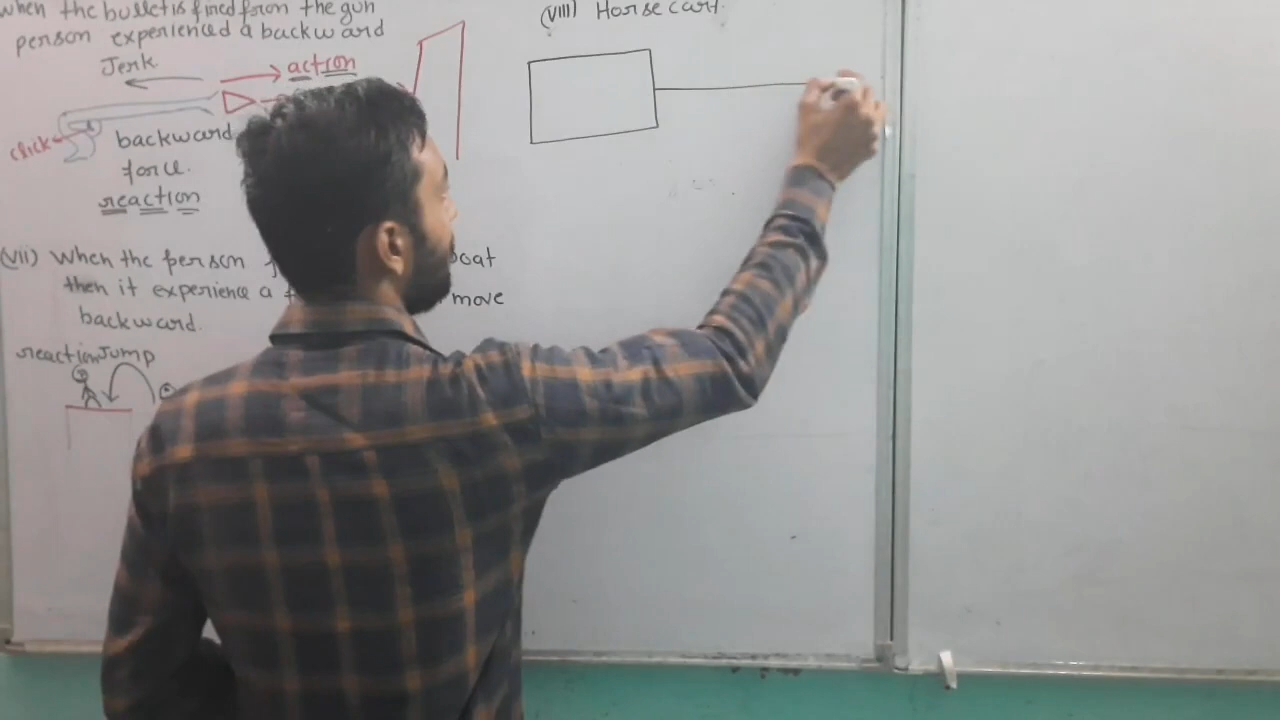 when the bullet is fired from the gun
person experienced a backward
Jerk
action
click
backward
force.
reaction
(vii) When the person
boat
then it experience a
move
backward.
reaction Jump
(viii) Horse cart.